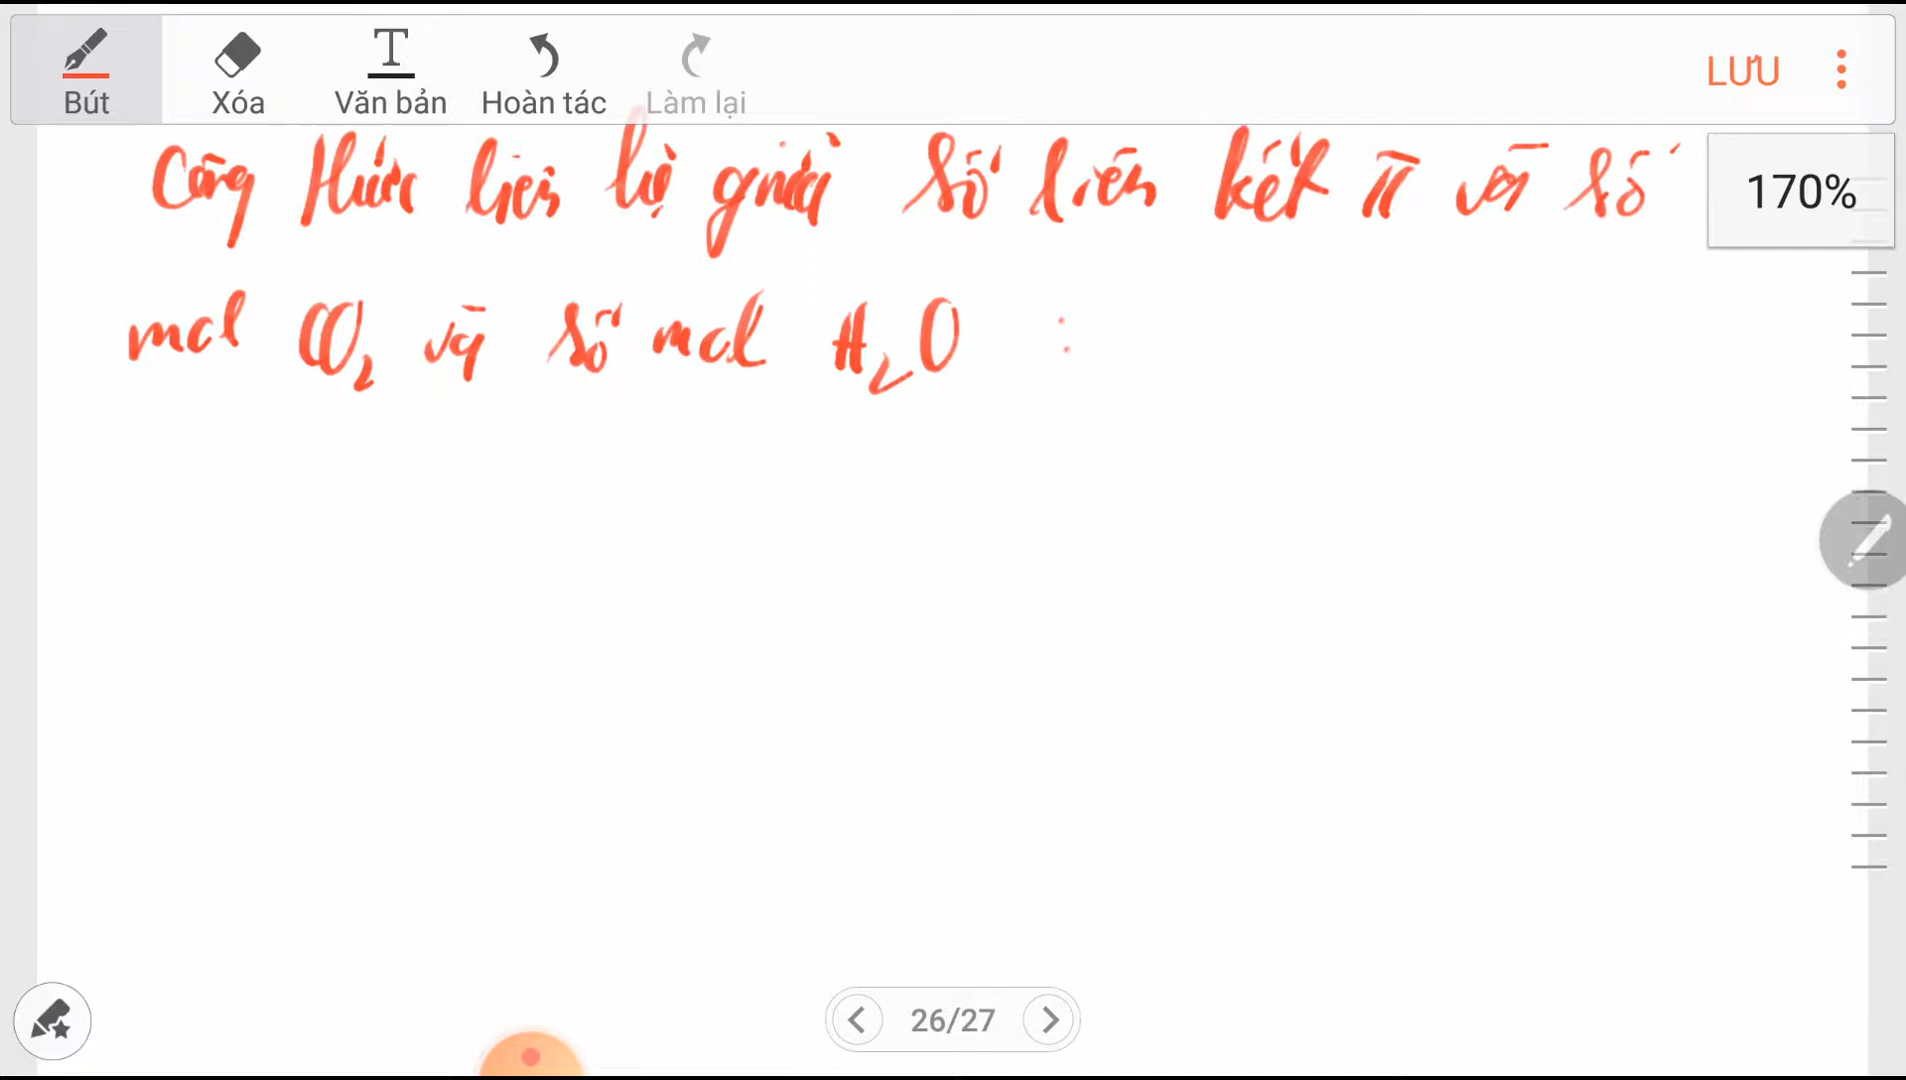 Bút
Xóa
Văn bản
Hoàn tác
Làm lại
LƯU
170%
Công thức liên hệ giữa số liên kết π với số
mol CO₂ và số mol H₂O :
26/27